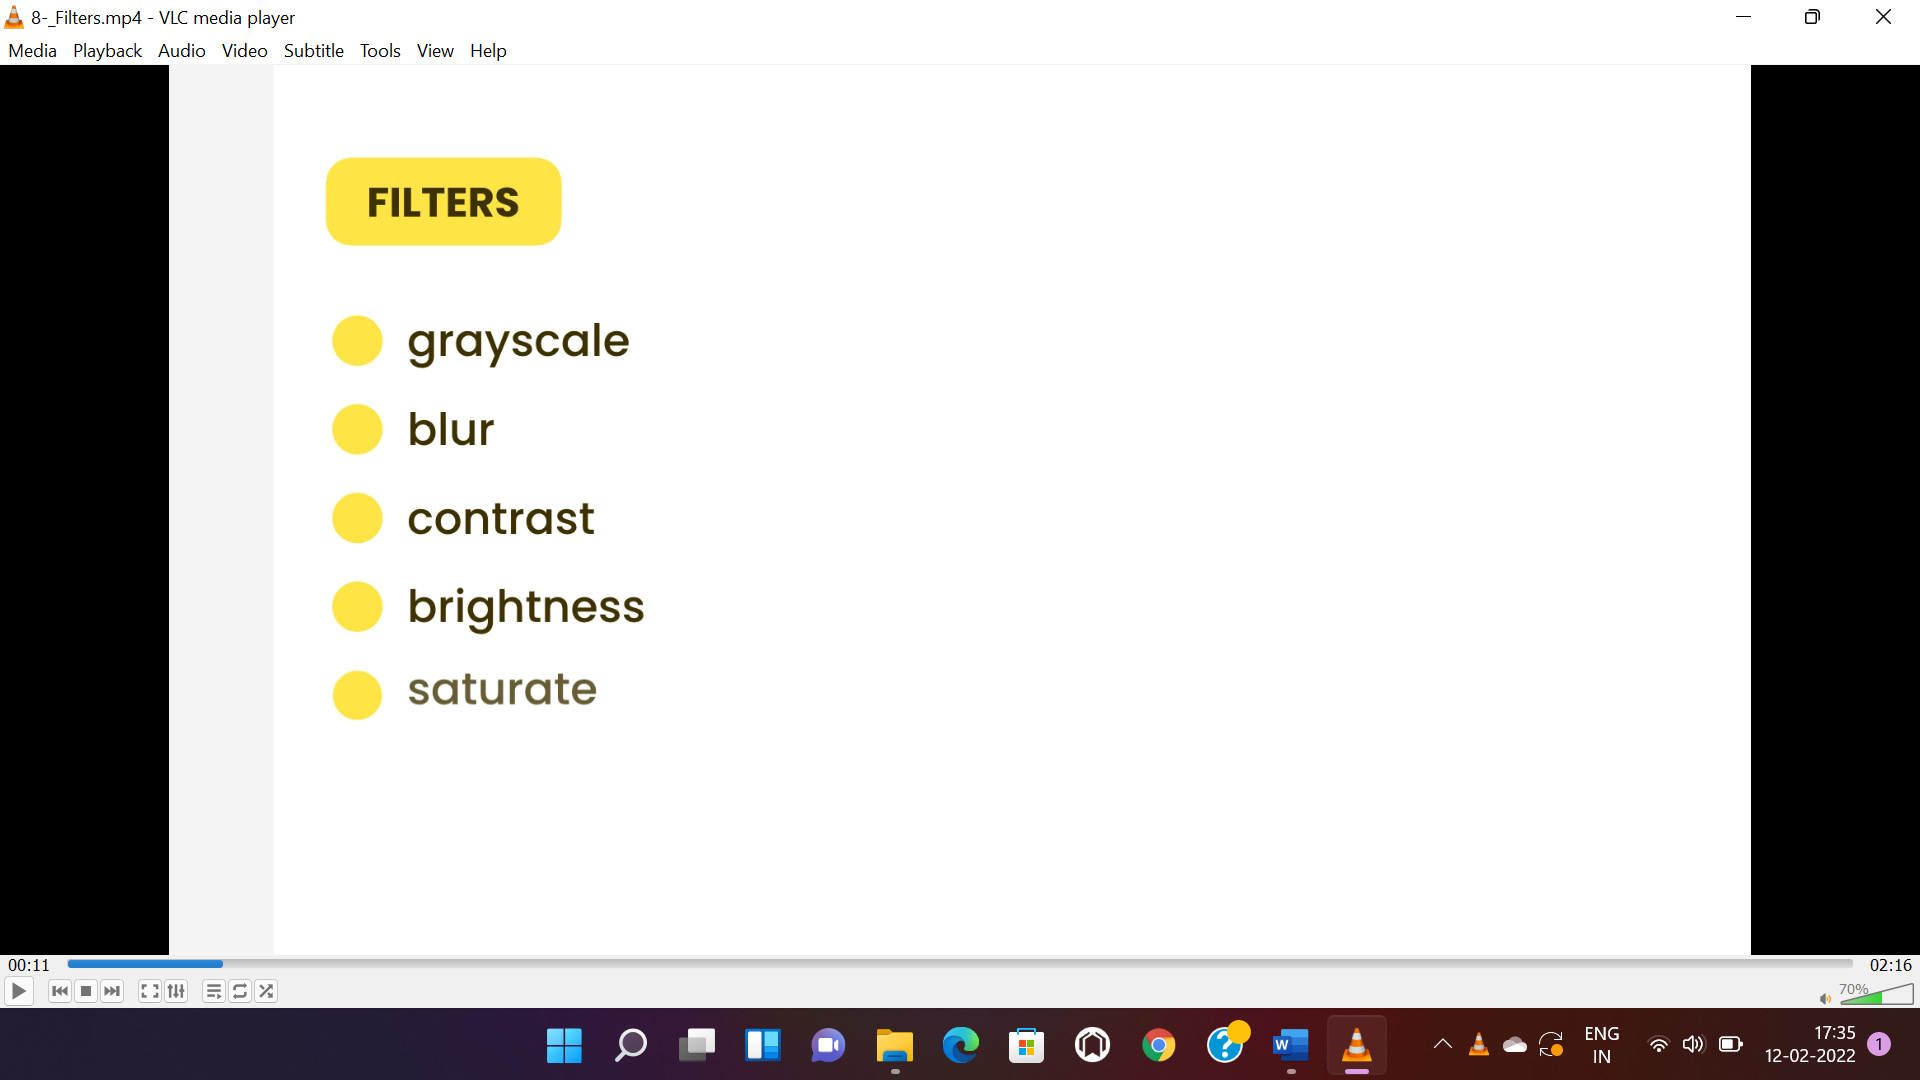 8-_Filters.mp4 - VLC media player
Media Playback Audio Video Subtitle Tools View Help
FILTERS
grayscale
blur
contrast
brightness
saturate
00:11
02:16
70%
ENG
IN
17:35
12-02-2022
1